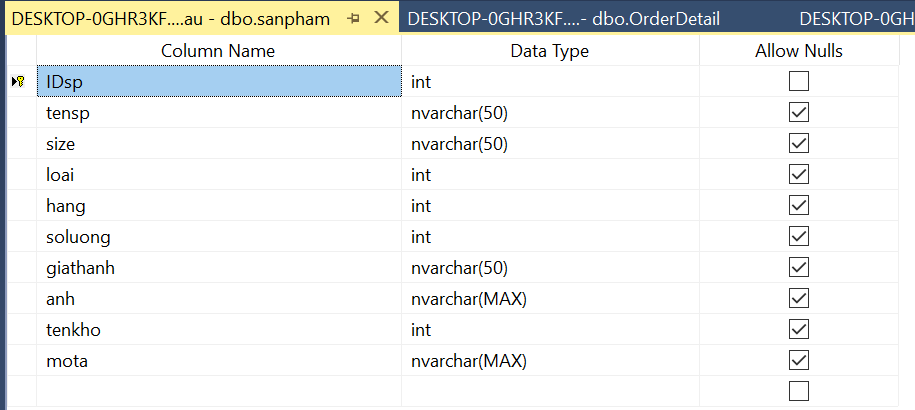 DESKTOP-0GHR3KF....au - dbo.sanpham DESKTOP-0GHR3KF....- dbo.OrderDetail DESKTOP-0GH
Column Name Data Type Allow Nulls
IDsp int
tensp nvarchar(50)
size nvarchar(50)
loai int
hang int
soluong int
giathanh nvarchar(50)
anh nvarchar(MAX)
tenkho int
mota nvarchar(MAX)